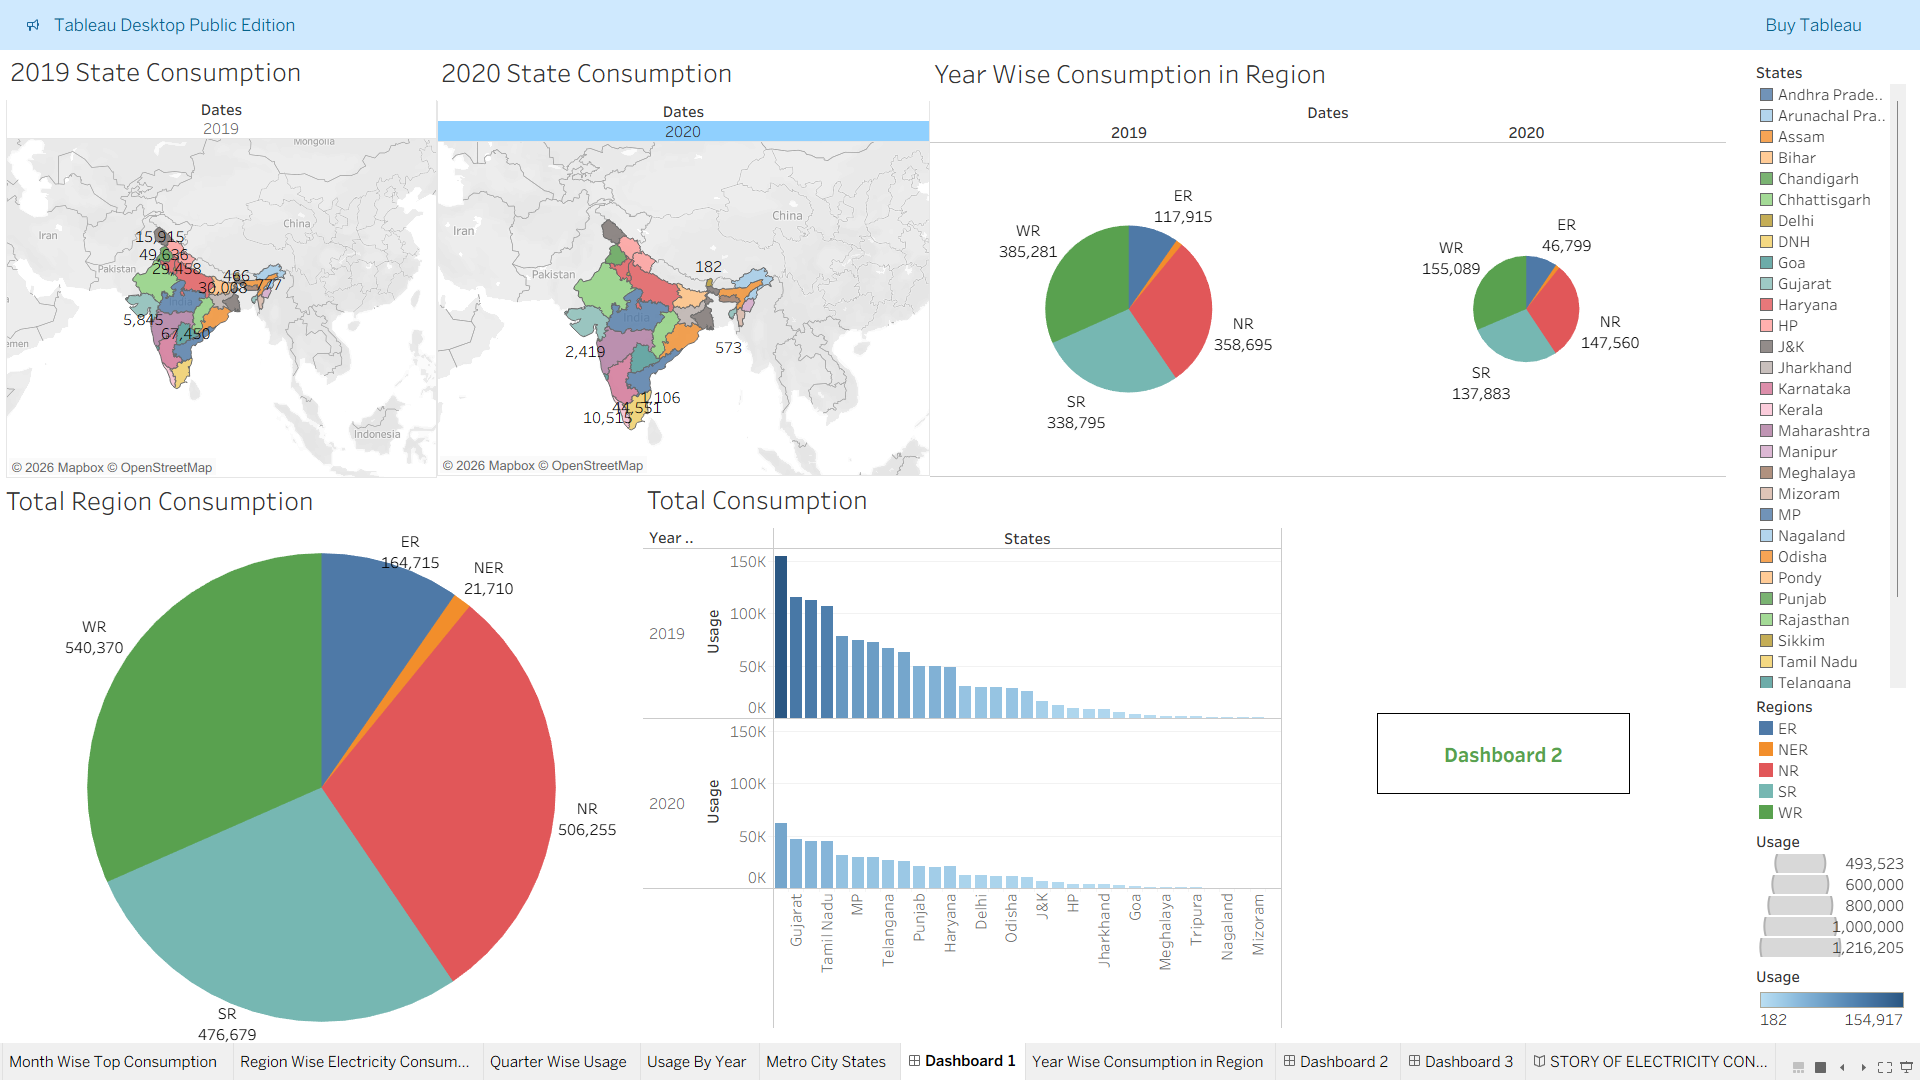 Tableau Desktop Public Edition
Buy Tableau
2019 State Consumption
Dates
2019
Mongolia
China
Iran
Pakistan
India
Indonesia
15,915
49,636
29,458
466
30,008
5,845
67,450
© 2026 Mapbox © OpenStreetMap
2020 State Consumption
Dates
2020
China
Iran
Pakistan
India
182
2,419
573
1,106
44,551
10,515
© 2026 Mapbox © OpenStreetMap
Year Wise Consumption in Region
Dates
2019
2020
ER
117,915
WR
385,281
NR
358,695
SR
338,795
ER
46,799
WR
155,089
NR
147,560
SR
137,883
Total Region Consumption
ER
164,715
NER
21,710
WR
540,370
NR
506,255
SR
476,679
Total Consumption
Year ..
States
2019
Usage
150K
100K
50K
0K
2020
Usage
150K
100K
50K
0K
Gujarat
Tamil Nadu
MP
Telangana
Punjab
Haryana
Delhi
Odisha
J&K
HP
Jharkhand
Goa
Meghalaya
Tripura
Nagaland
Mizoram
Dashboard 2
States
Andhra Prade..
Arunachal Pra..
Assam
Bihar
Chandigarh
Chhattisgarh
Delhi
DNH
Goa
Gujarat
Haryana
HP
J&K
Jharkhand
Karnataka
Kerala
Maharashtra
Manipur
Meghalaya
Mizoram
MP
Nagaland
Odisha
Pondy
Punjab
Rajasthan
Sikkim
Tamil Nadu
Telangana
Regions
ER
NER
NR
SR
WR
Usage
493,523
600,000
800,000
1,000,000
1,216,205
Usage
182
154,917
Month Wise Top Consumption
Region Wise Electricity Consum...
Quarter Wise Usage
Usage By Year
Metro City States
Dashboard 1
Year Wise Consumption in Region
Dashboard 2
Dashboard 3
STORY OF ELECTRICITY CON...